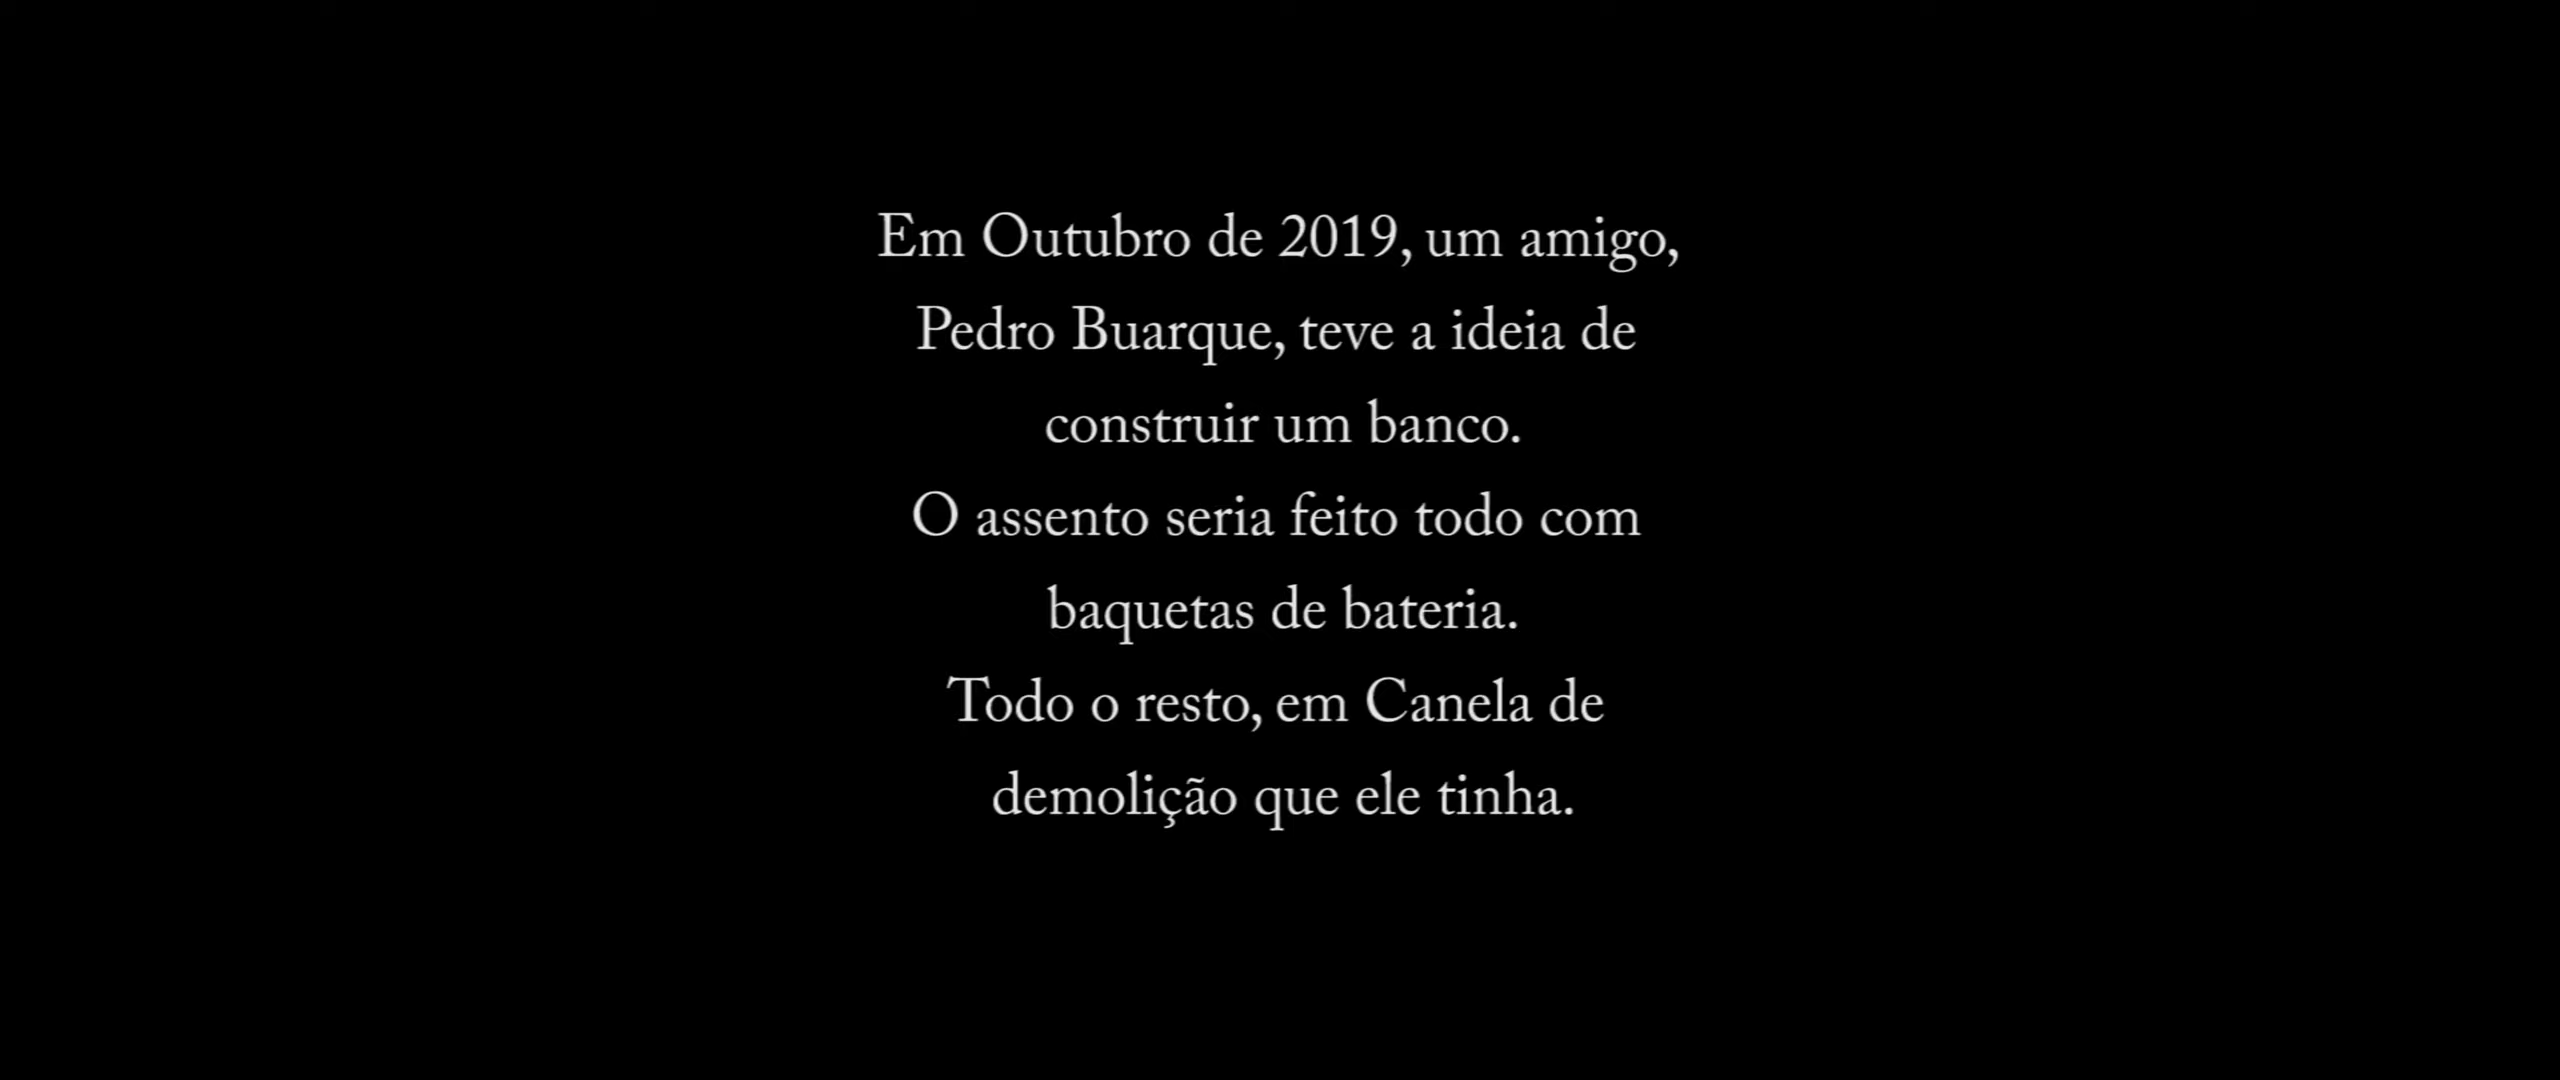 Em Outubro de 2019, um amigo,
Pedro Buarque, teve a ideia de
construir um banco.
O assento seria feito todo com
baquetas de bateria.
Todo o resto, em Canela de
demolição que ele tinha.